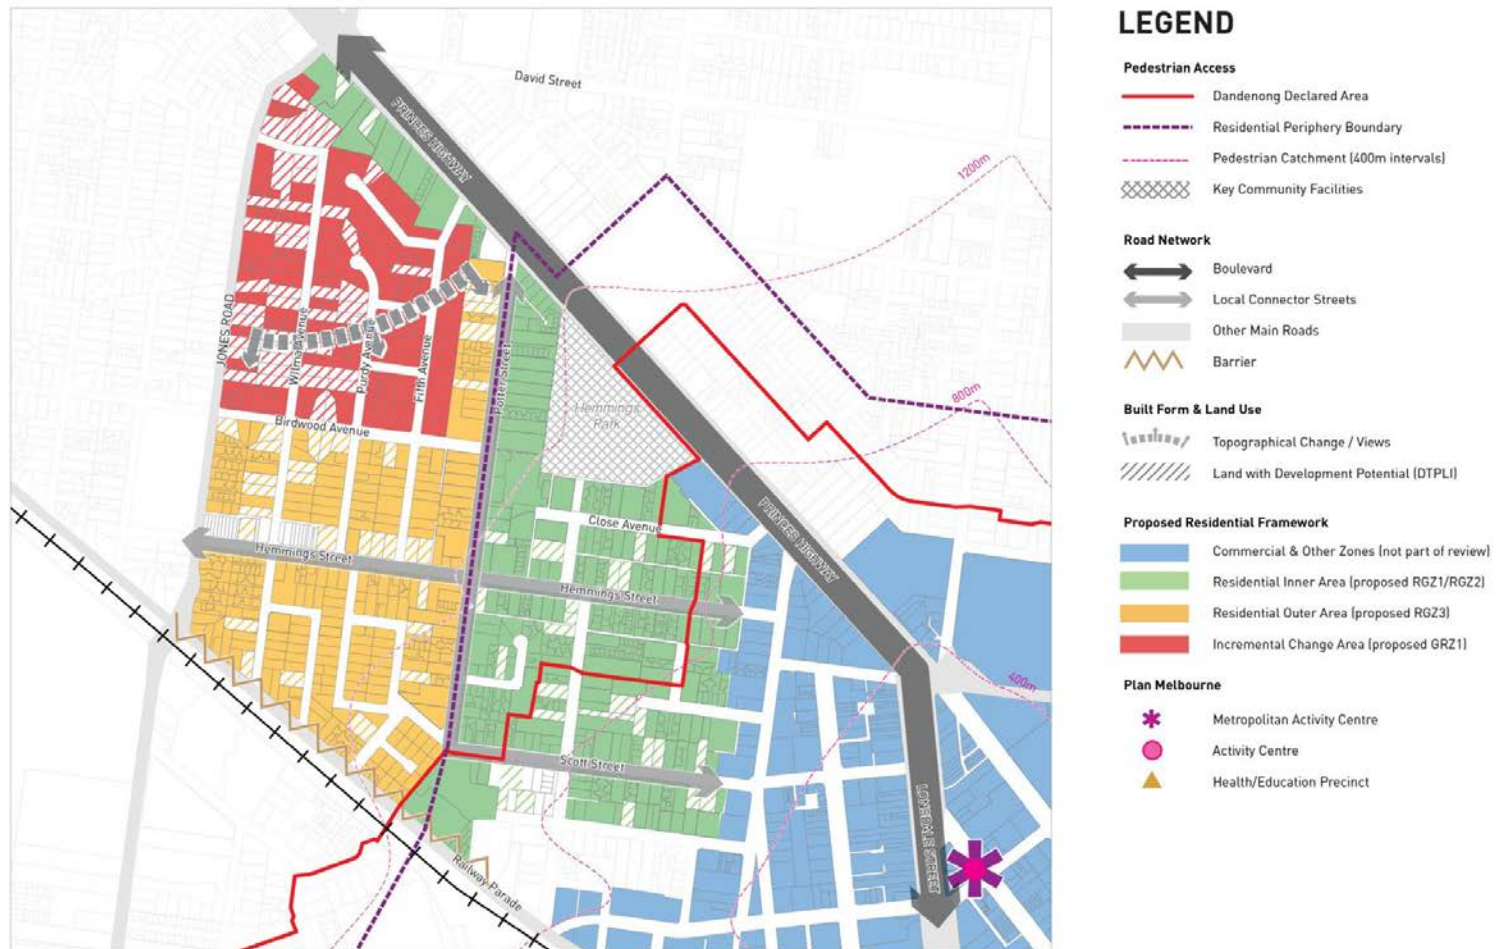 David Street
PRINCES HIGHWAY
1200m
JONES ROAD
Wilma Avenue
Purdy Avenue
Fifth Avenue
Potter Street
Hemmings
Park
800m
Birdwood Avenue
Close Avenue
PRINCES HIGHWAY
Hemmings Street
Hemmings Street
400m
Scott Street
LONSDALE STREET
Railway Parade
LEGEND
Pedestrian Access
Dandenong Declared Area
Residential Periphery Boundary
Pedestrian Catchment (400m intervals)
Key Community Facilities
Road Network
Boulevard
Local Connector Streets
Other Main Roads
Barrier
Built Form & Land Use
Topographical Change / Views
Land with Development Potential (DTPLI)
Proposed Residential Framework
Commercial & Other Zones (not part of review)
Residential Inner Area (proposed RGZ1/RGZ2)
Residential Outer Area (proposed RGZ3)
Incremental Change Area (proposed GRZ1)
Plan Melbourne
Metropolitan Activity Centre
Activity Centre
Health/Education Precinct